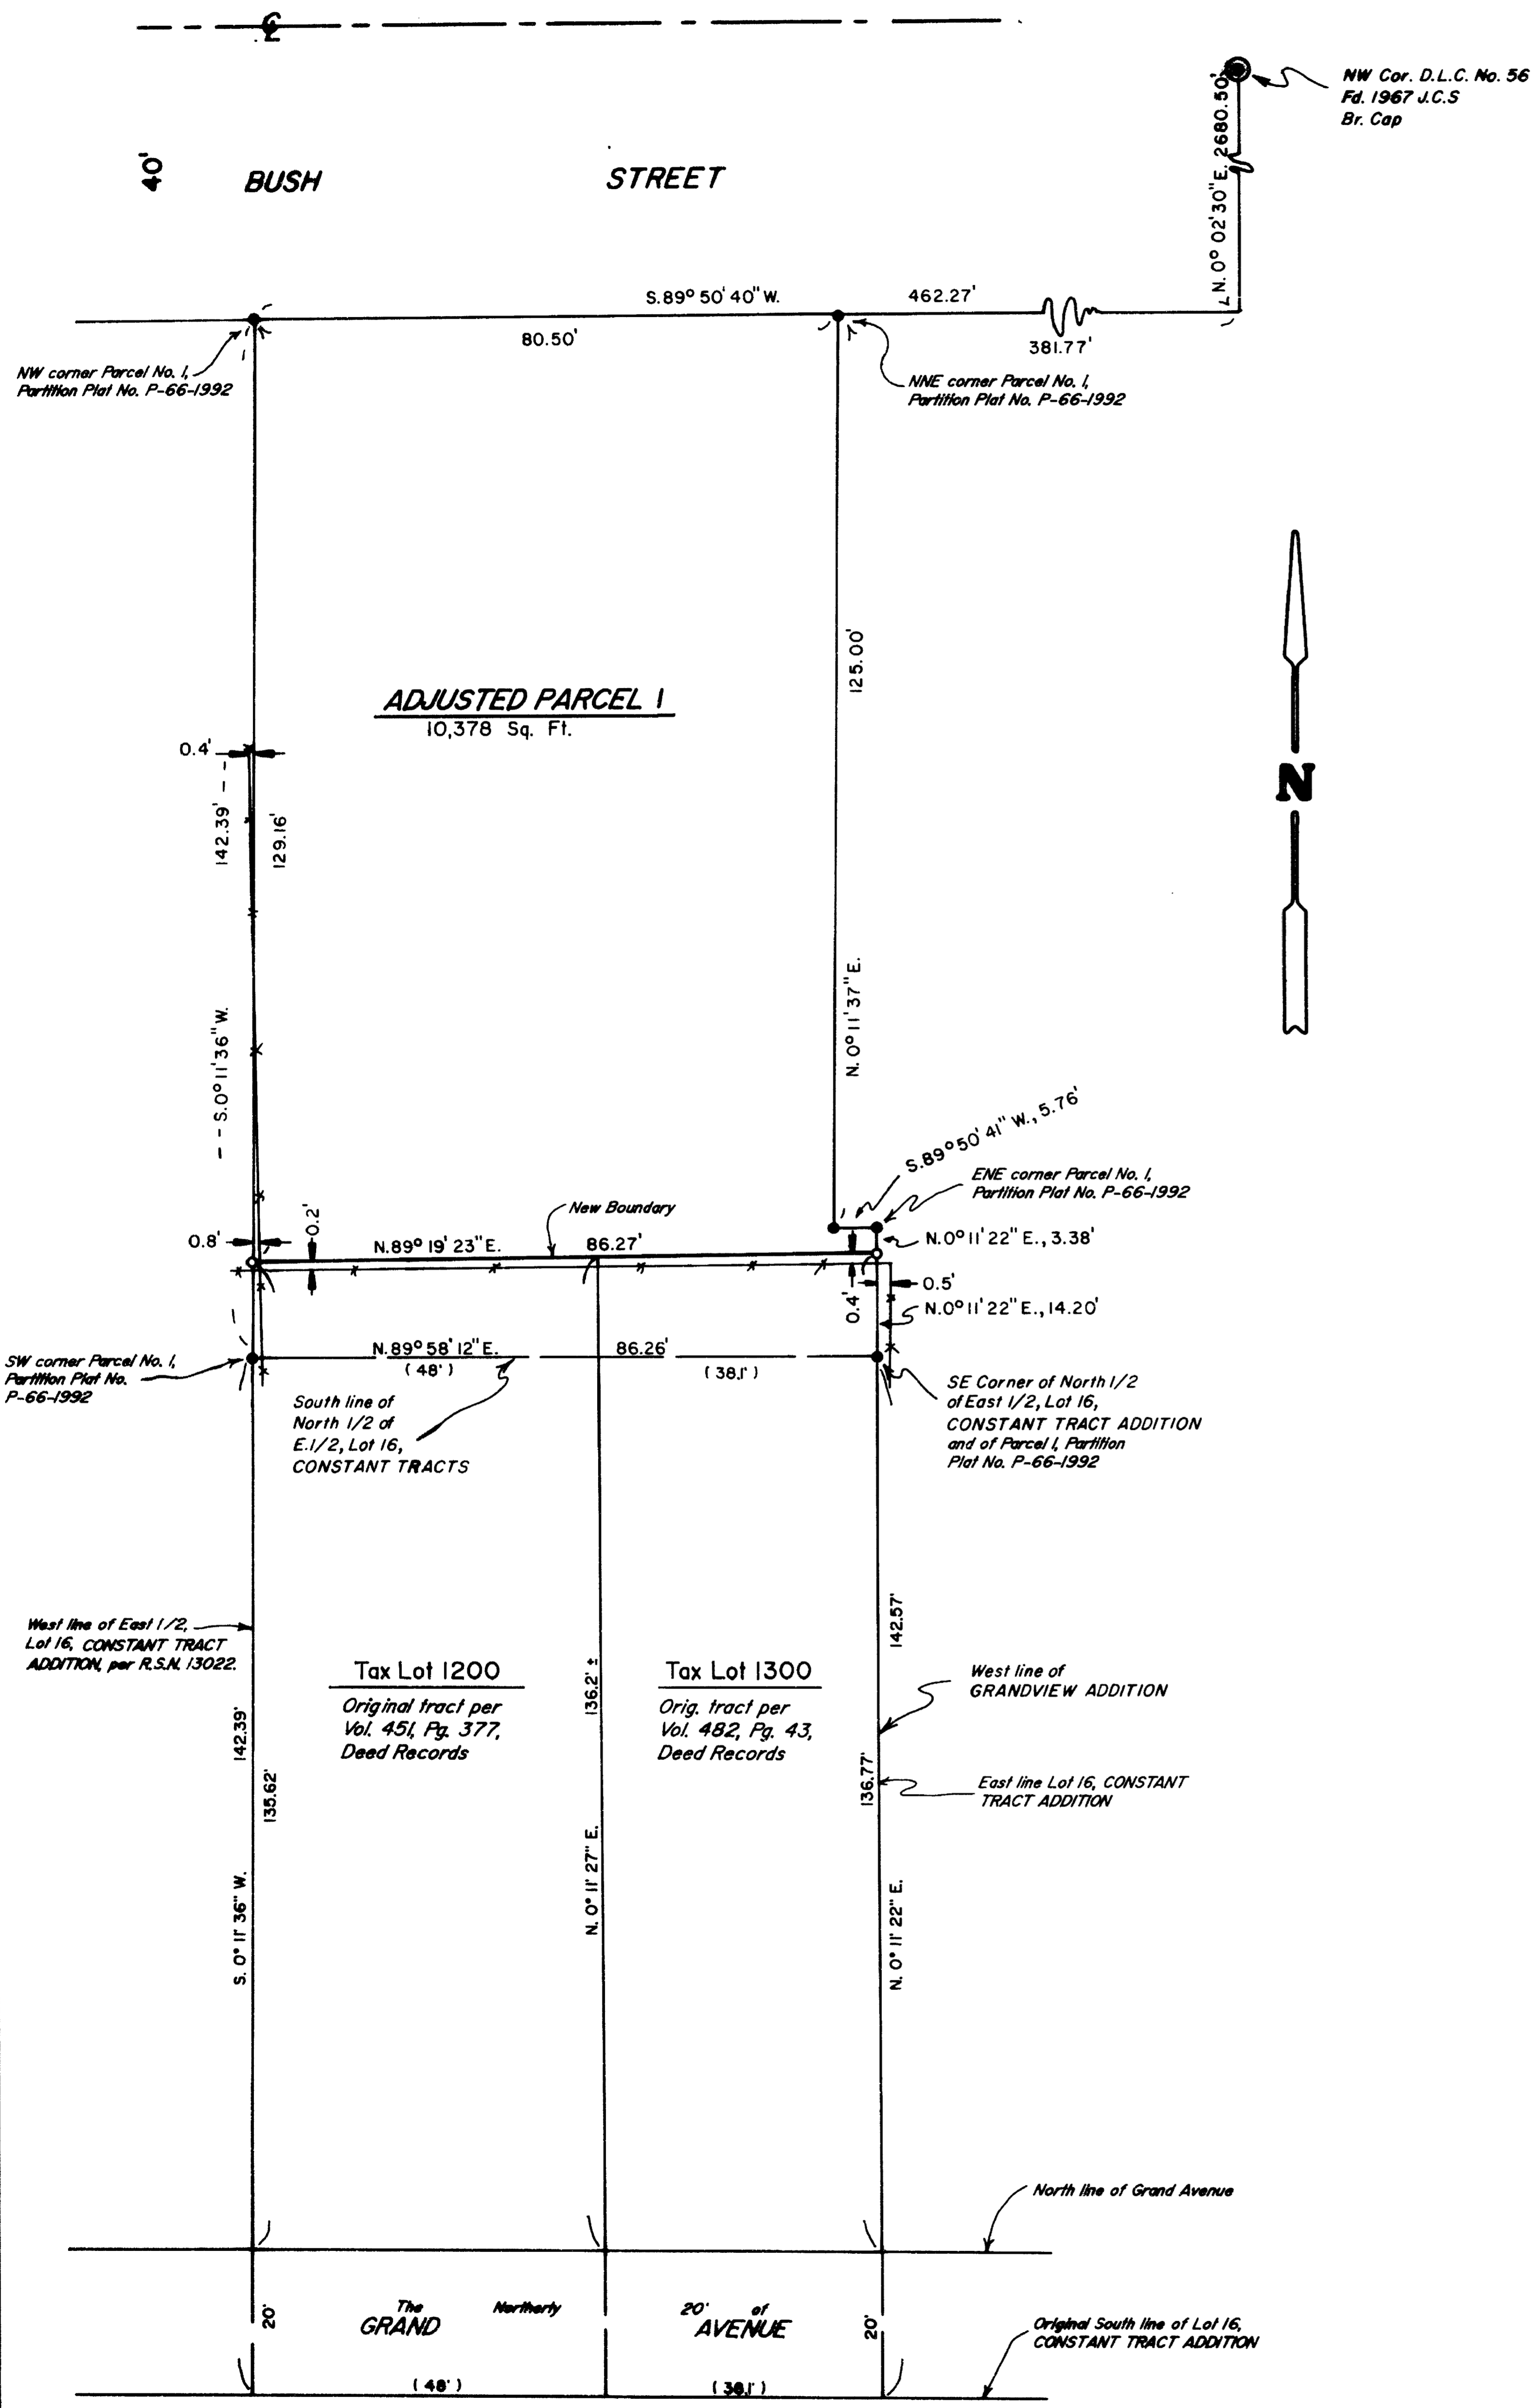 ℄
NW Cor. D.L.C. No. 56
Fd. 1967 J.C.S
Br. Cap
N. 0° 02' 30" E. 2680.50'
40'
BUSH STREET
S. 89° 50' 40" W.
462.27'
80.50'
381.77'
NW corner Parcel No. 1,
Partition Plat No. P-66-1992
NNE corner Parcel No. 1,
Partition Plat No. P-66-1992
125.00'
ADJUSTED PARCEL 1
10,378 Sq. Ft.
0.4'
142.39'
129.16'
N
N. 0° 11' 37" E.
S. 0° 11' 36" W.
S. 89° 50' 41" W., 5.76'
ENE corner Parcel No. 1,
Partition Plat No. P-66-1992
New Boundary
0.2'
0.8'
N. 89° 19' 23" E.
86.27'
N. 0° 11' 22" E., 3.38'
0.5'
0.4'
N. 0° 11' 22" E., 14.20'
N. 89° 58' 12" E.
86.26'
(48')
(38.1')
SW corner Parcel No. 1,
Partition Plat No.
P-66-1992
South line of
North 1/2 of
E. 1/2, Lot 16,
CONSTANT TRACTS
SE Corner of North 1/2
of East 1/2, Lot 16,
CONSTANT TRACT ADDITION
and of Parcel 1, Partition
Plat No. P-66-1992
West line of East 1/2,
Lot 16, CONSTANT TRACT
ADDITION, per R.S.N. 13022.
142.57'
Tax Lot 1200
Original tract per
Vol. 451, Pg. 377,
Deed Records
136.2' ±
Tax Lot 1300
Orig. tract per
Vol. 482, Pg. 43,
Deed Records
West line of
GRANDVIEW ADDITION
142.39'
135.62'
136.77'
East line Lot 16, CONSTANT
TRACT ADDITION
S. 0° 11' 36" W.
N. 0° 11' 27" E.
N. 0° 11' 22" E.
North line of Grand Avenue
20'
The Northerly 20' of
GRAND AVENUE
20'
Original South line of Lot 16,
CONSTANT TRACT ADDITION
(48')
(38.1')